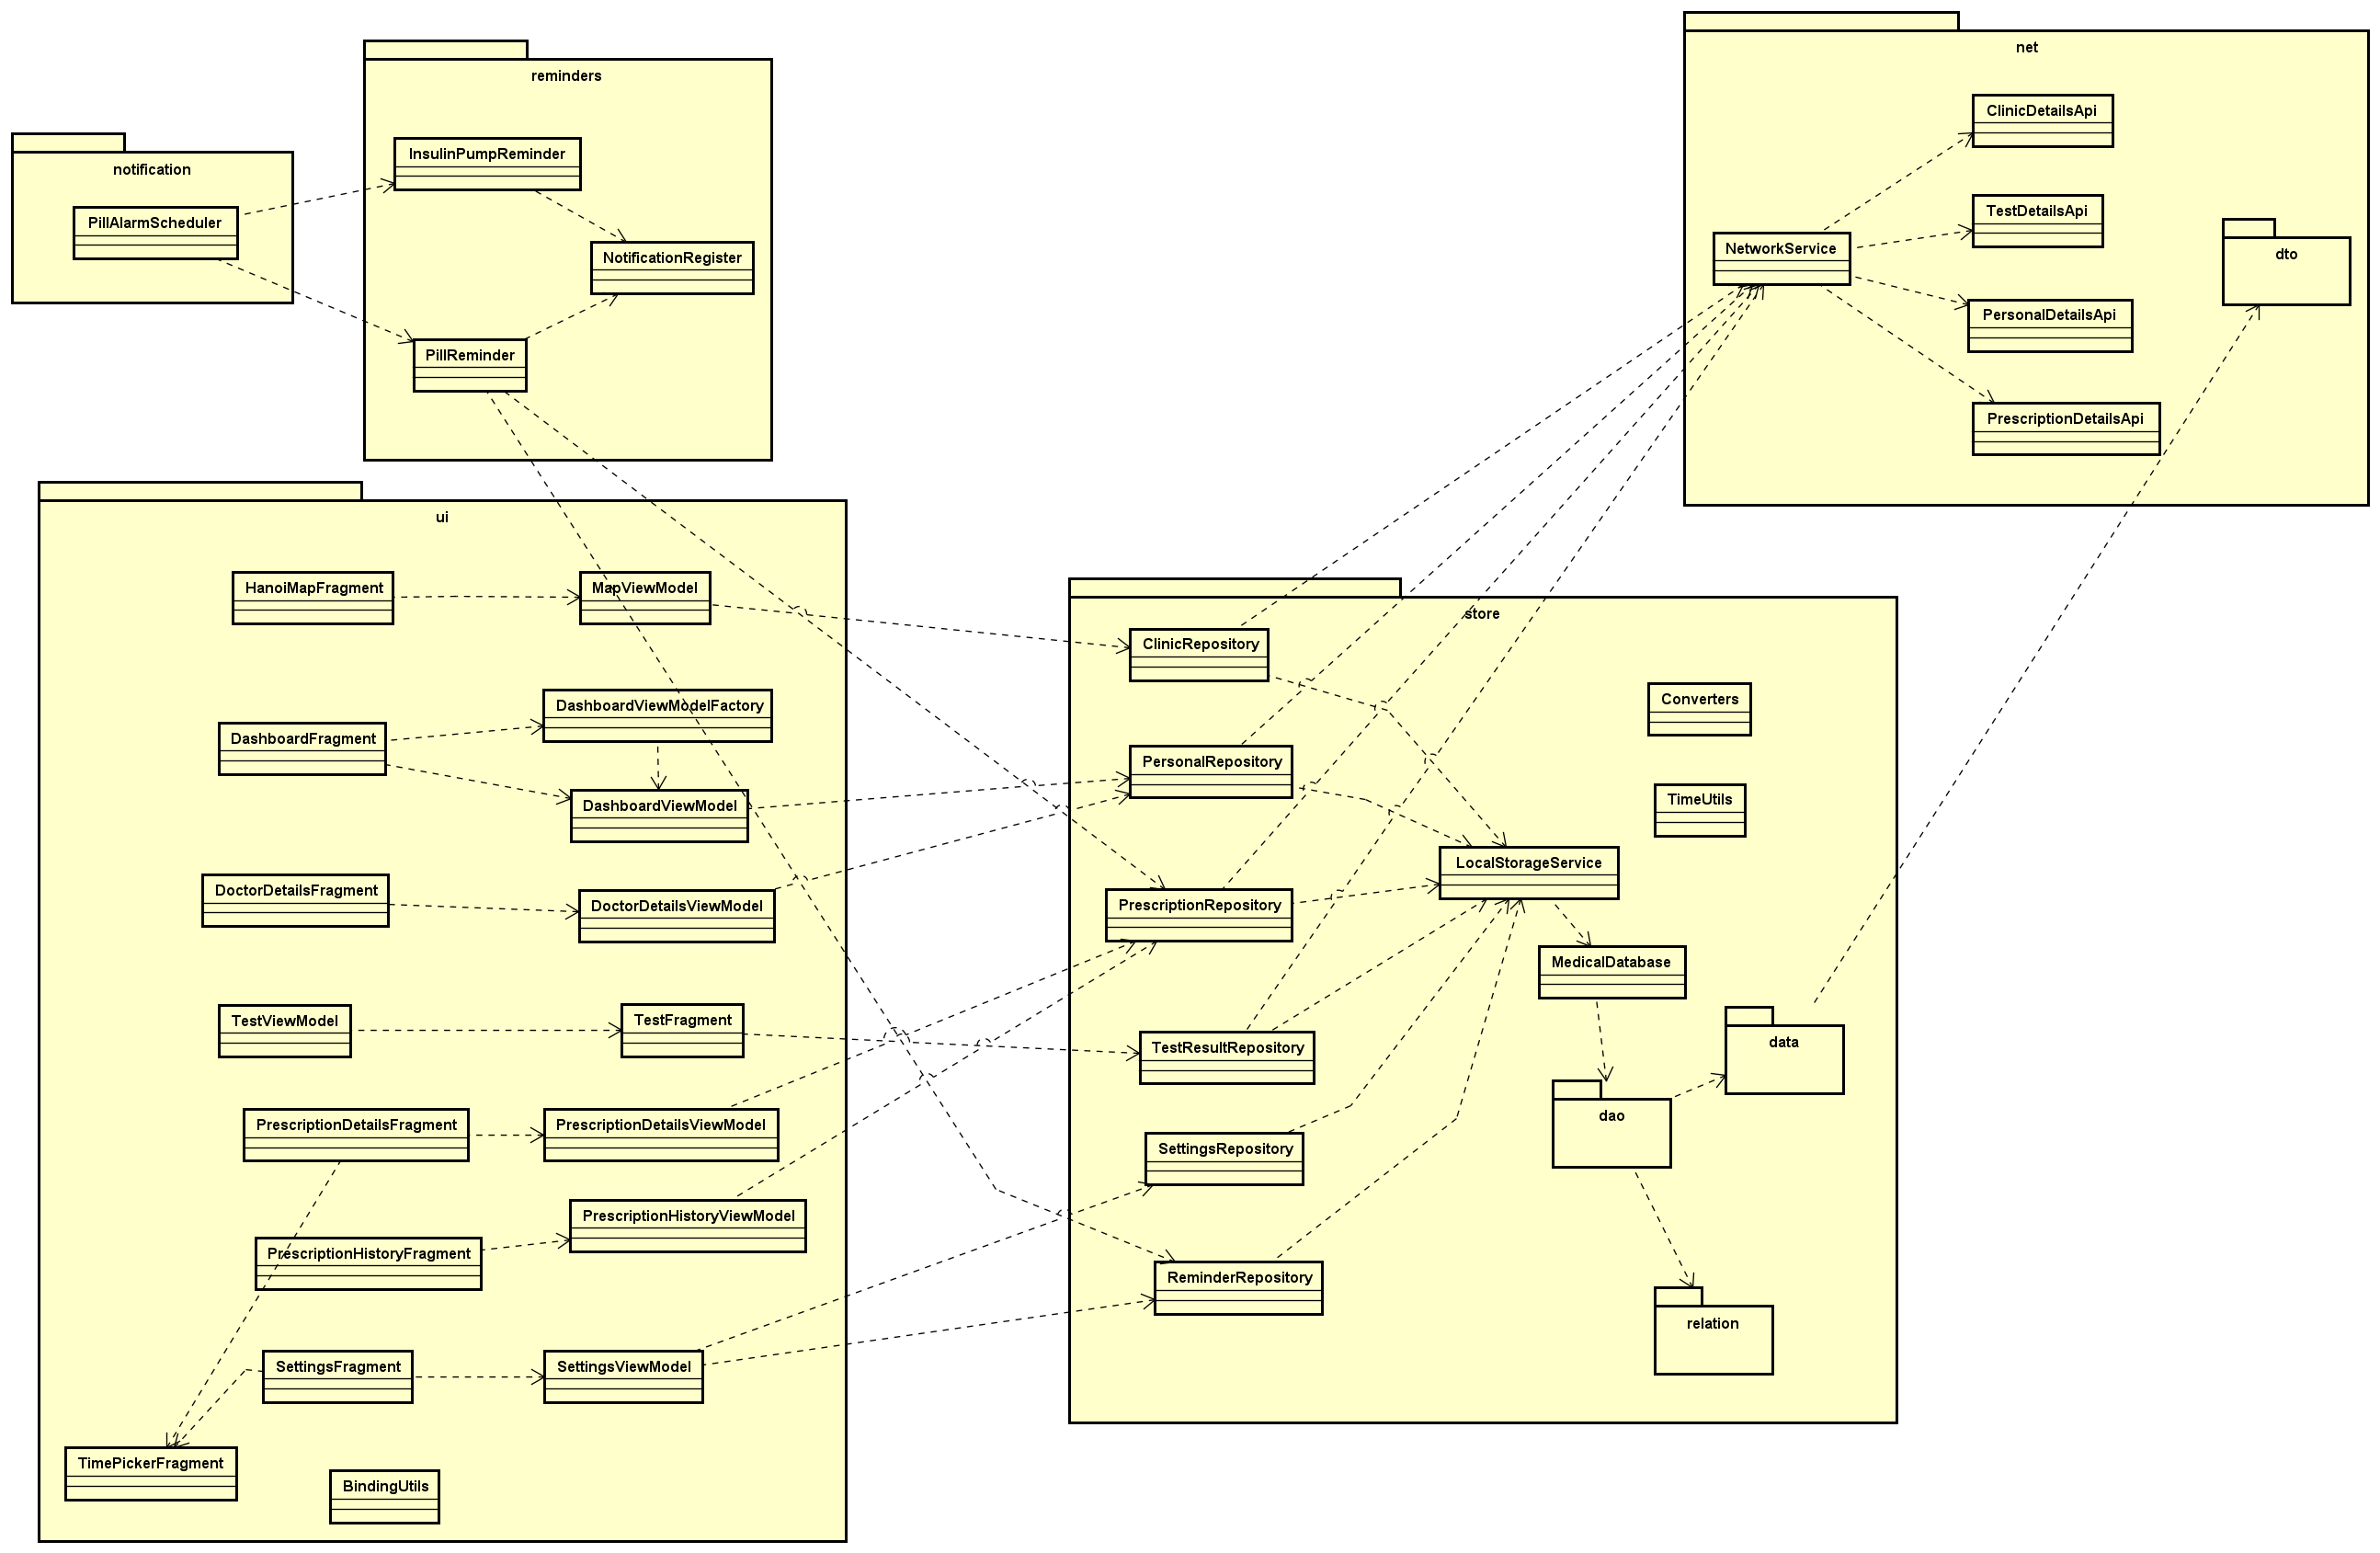 notification
PillAlarmScheduler
reminders
InsulinPumpReminder
NotificationRegister
PillReminder
net
ClinicDetailsApi
TestDetailsApi
NetworkService
dto
PersonalDetailsApi
PrescriptionDetailsApi
ui
HanoiMapFragment
MapViewModel
DashboardViewModelFactory
DashboardFragment
DashboardViewModel
DoctorDetailsFragment
DoctorDetailsViewModel
TestViewModel
TestFragment
PrescriptionDetailsFragment
PrescriptionDetailsViewModel
PrescriptionHistoryViewModel
PrescriptionHistoryFragment
SettingsFragment
SettingsViewModel
TimePickerFragment
BindingUtils
store
ClinicRepository
Converters
PersonalRepository
TimeUtils
LocalStorageService
PrescriptionRepository
MedicalDatabase
TestResultRepository
data
dao
SettingsRepository
ReminderRepository
relation